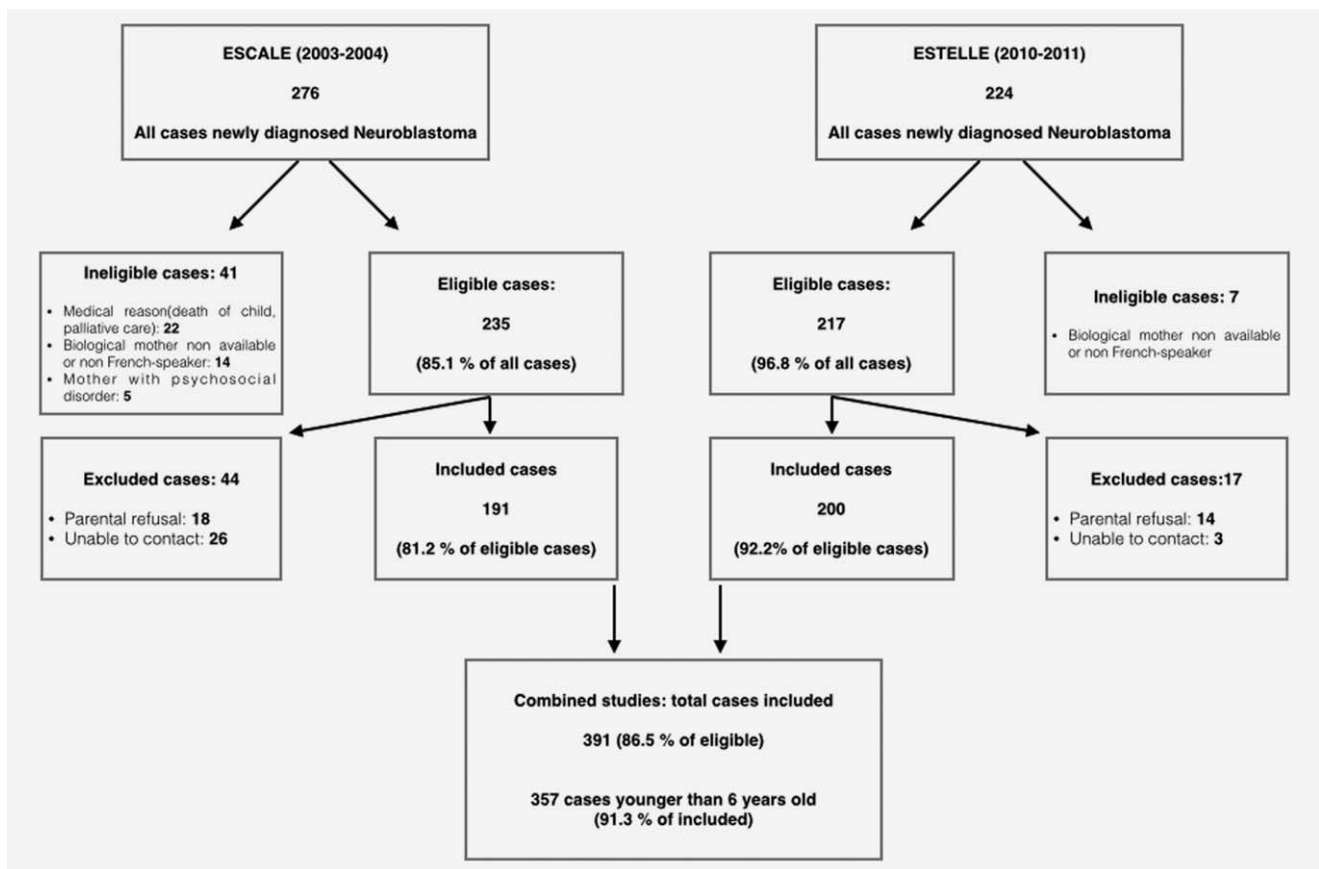 ESCALE (2003-2004)
276
All cases newly diagnosed Neuroblastoma
ESTELLE (2010-2011)
224
All cases newly diagnosed Neuroblastoma
Ineligible cases: 41
• Medical reason(death of child,
palliative care): 22
• Biological mother non available
or non French-speaker: 14
• Mother with psychosocial
disorder: 5
Eligible cases:
235
(85.1 % of all cases)
Eligible cases:
217
(96.8 % of all cases)
Ineligible cases: 7
• Biological mother non available
or non French-speaker
Excluded cases: 44
• Parental refusal: 18
• Unable to contact: 26
Included cases
191
(81.2 % of eligible cases)
Included cases
200
(92.2% of eligible cases)
Excluded cases:17
• Parental refusal: 14
• Unable to contact: 3
Combined studies: total cases included
391 (86.5 % of eligible)
357 cases younger than 6 years old
(91.3 % of included)